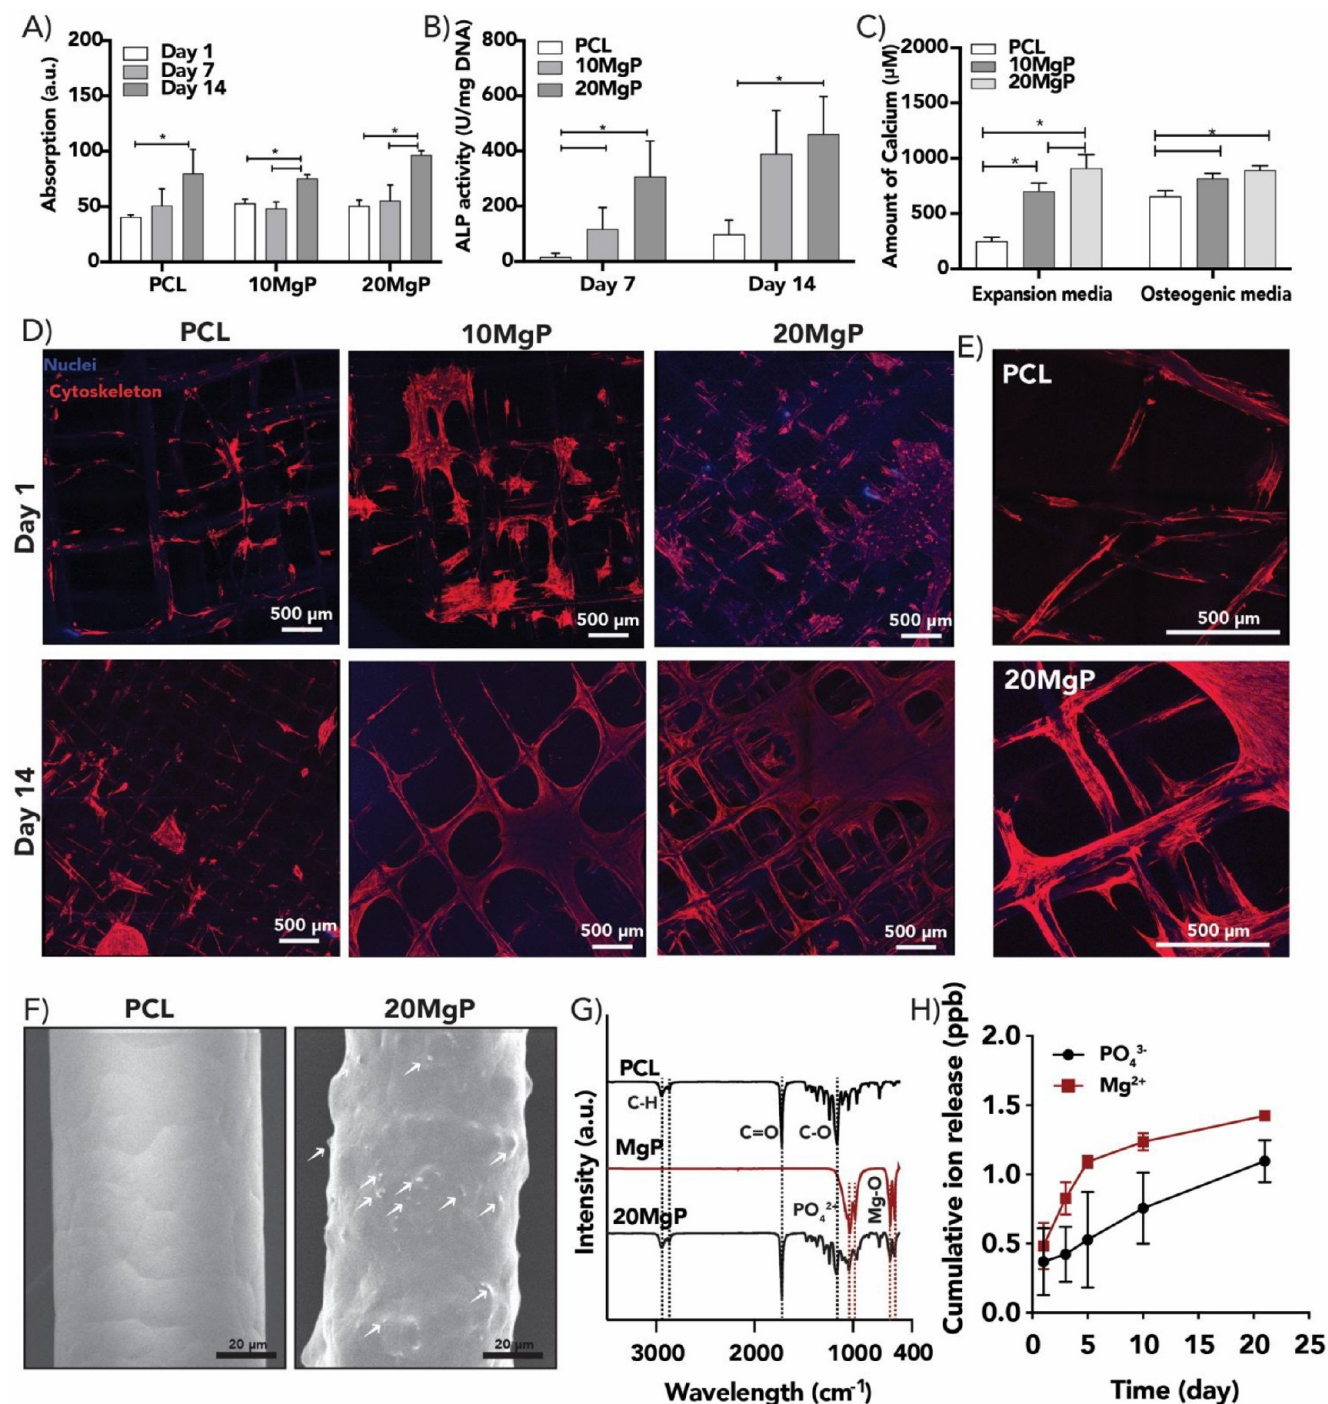 A)
200
150
100
50
0
Absorption (a.u.)
Day 1
Day 7
Day 14
*
*
*
PCL
10MgP
20MgP
B)
800
600
400
200
0
ALP activity (U/mg DNA)
PCL
10MgP
20MgP
*
*
Day 7
Day 14
C)
2000
1500
1000
500
0
Amount of Calcium (µM)
PCL
10MgP
20MgP
*
*
*
Expansion media
Osteogenic media
D)
PCL
10MgP
20MgP
Day 1
Nuclei
Cytoskeleton
500 µm
500 µm
500 µm
Day 14
500 µm
500 µm
500 µm
E)
PCL
500 µm
20MgP
500 µm
F)
PCL
20MgP
20 µm
20 µm
G)
Intensity (a.u.)
PCL
C-H
C=O
C-O
MgP
PO₄²⁺
Mg-O
20MgP
3000
2000
1000
400
Wavelength (cm⁻¹)
H)
Cumulative ion release (ppb)
2.0
1.5
1.0
0.5
0.0
PO₄³⁻
Mg²⁺
0
5
10
15
20
25
Time (day)